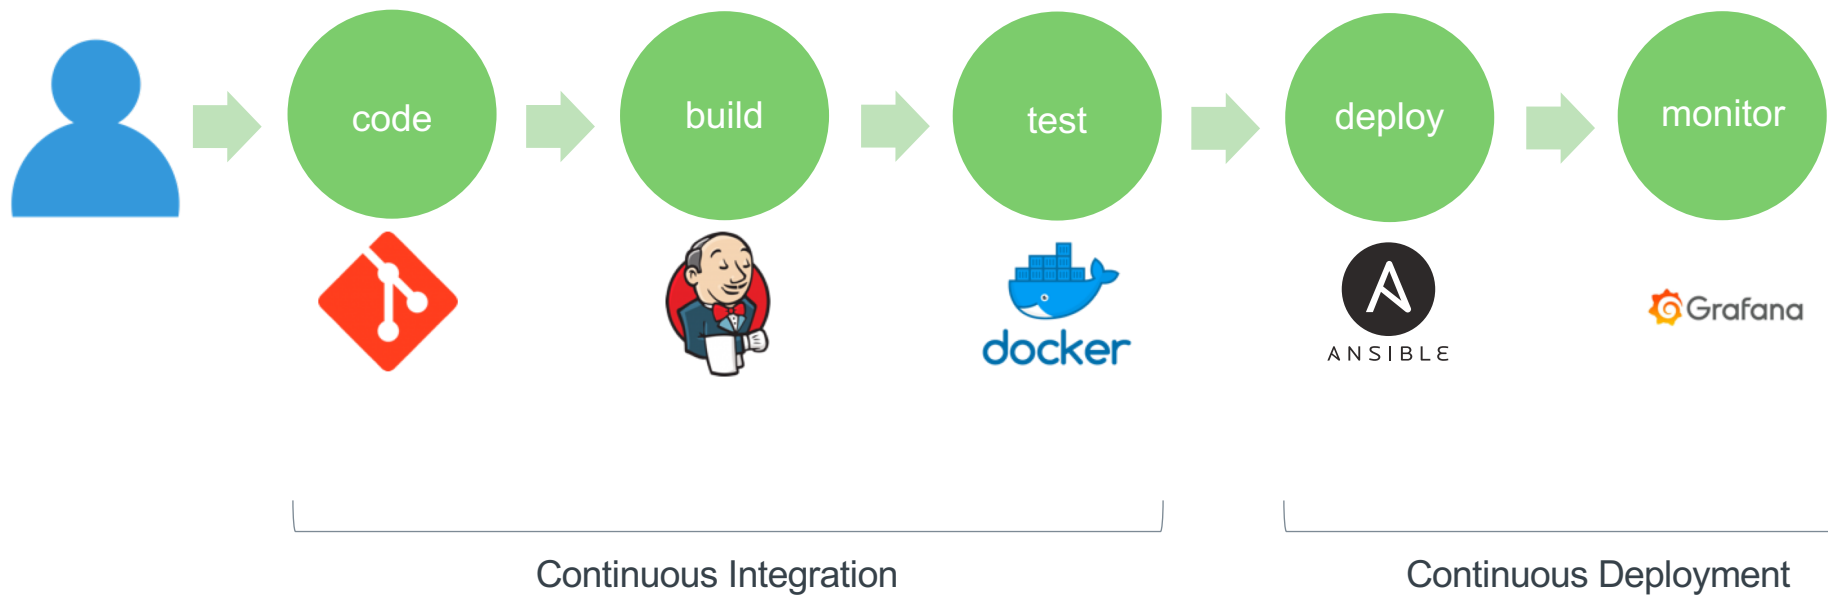 code
build
test
deploy
monitor
docker
ANSIBLE
Grafana
Continuous Integration
Continuous Deployment